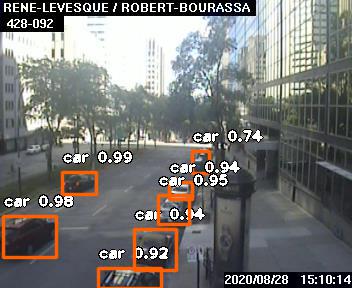 RENE-LEVESQUE / ROBERT-BOURASSA
428-092
car 0.74
car 0.99
car 0.94
car 0.95
car 0.98
car 0.94
car 0.92
2020/08/28 15:10:14